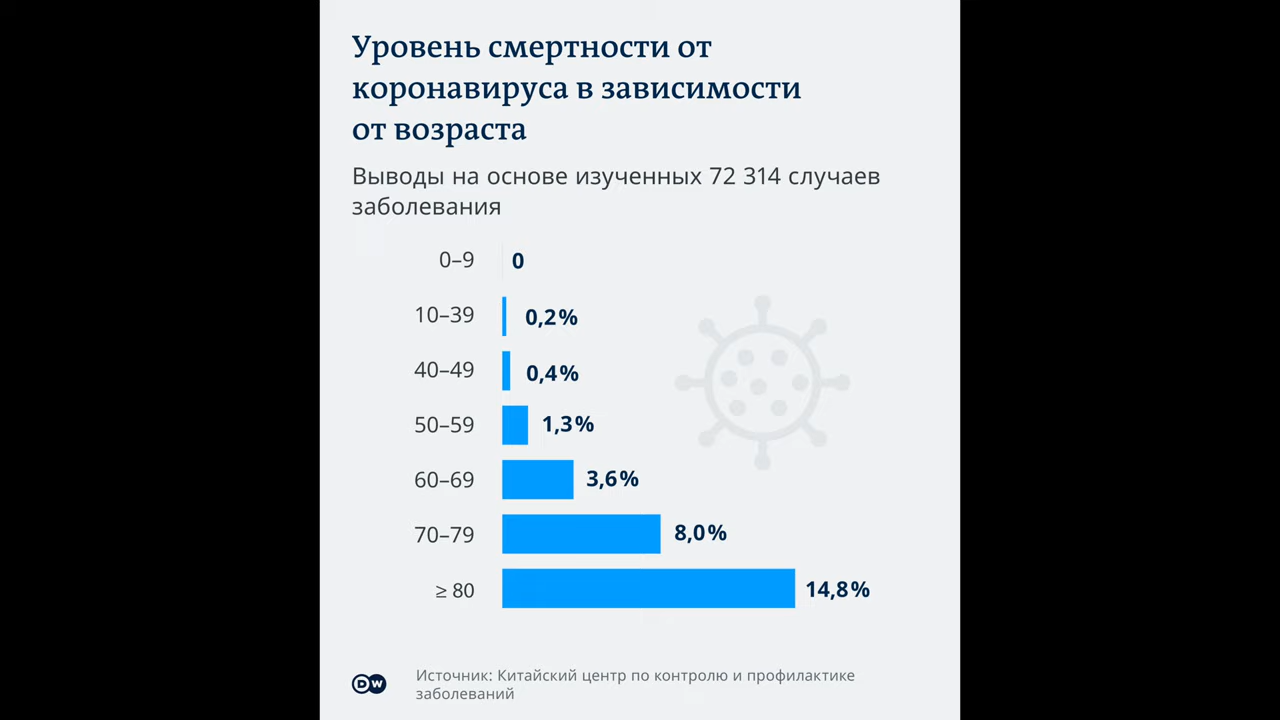 Уровень смертности от
коронавируса в зависимости
от возраста
Выводы на основе изученных 72 314 случаев
заболевания
0–9 0
10–39 0,2%
40–49 0,4%
50–59 1,3%
60–69 3,6%
70–79 8,0%
≥ 80 14,8%
DW Источник: Китайский центр по контролю и профилактике
заболеваний